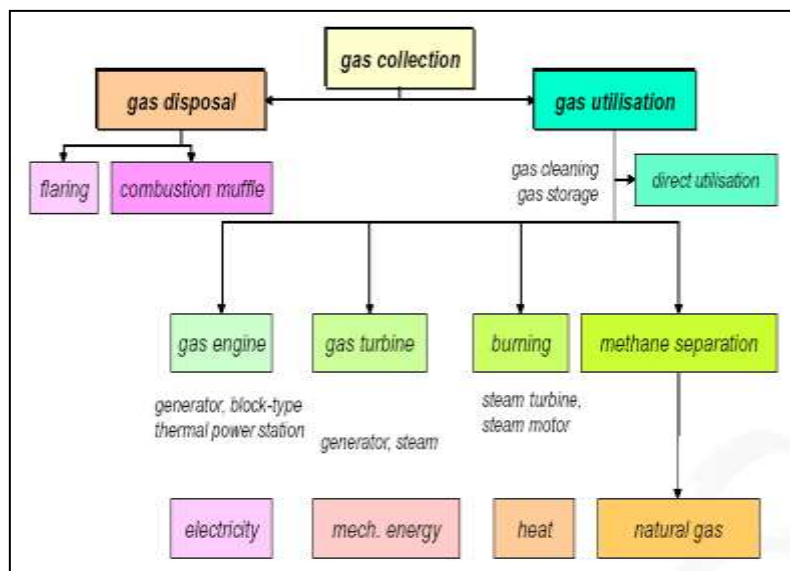 gas collection
gas disposal
gas utilisation
flaring
combustion muffle
gas cleaning
gas storage
direct utilisation
gas engine
gas turbine
burning
methane separation
generator, block-type
thermal power station
generator, steam
steam turbine,
steam motor
electricity
mech. energy
heat
natural gas